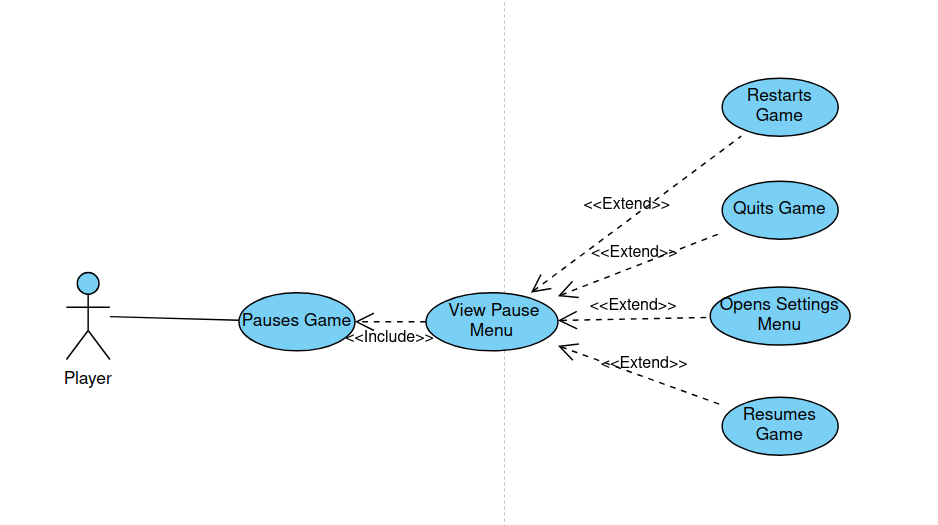 Restarts
Game
<<Extend>>
Quits Game
<<Extend>>
Opens Settings
Menu
<<Extend>>
View Pause
Menu
Pauses Game
<<Include>>
<<Extend>>
Player
Resumes
Game